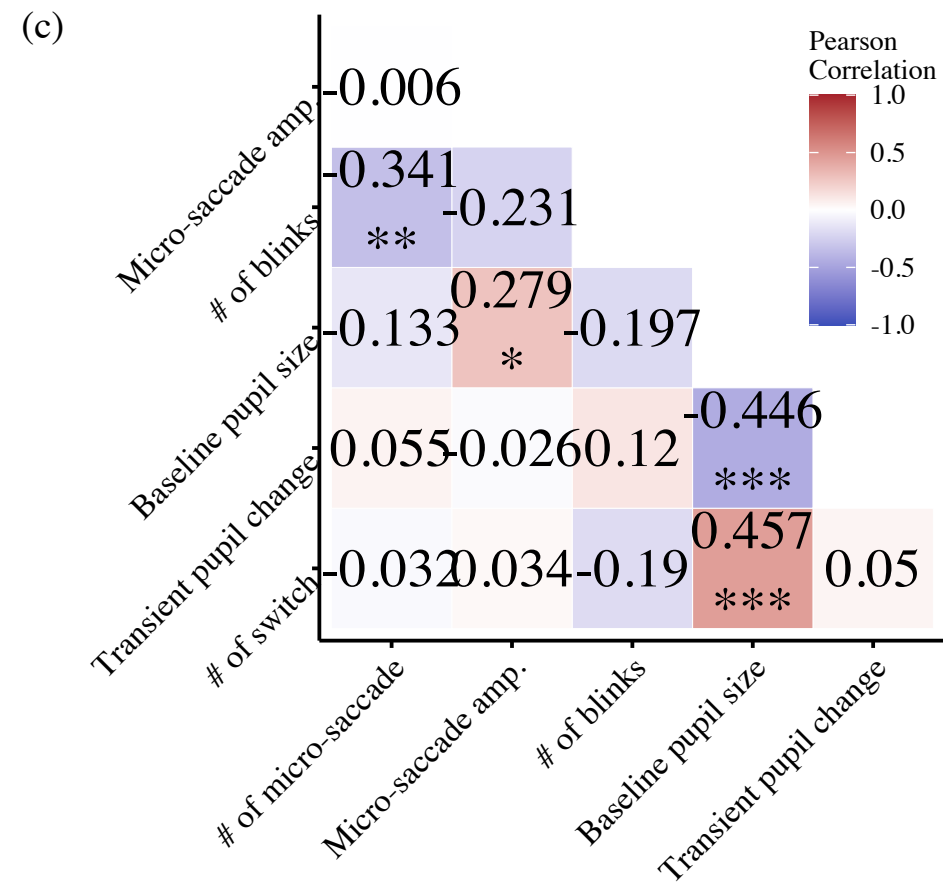 (c)
Pearson
Correlation
1.0
0.5
0.0
-0.5
-1.0
Micro-saccade amp.
-0.006
# of blinks
-0.341
**
-0.231
Baseline pupil size
-0.133
0.279
*
-0.197
Transient pupil change
0.055
-0.026
0.12
-0.446
***
# of switch
-0.032
0.034
-0.19
0.457
***
0.05
# of micro-saccade
Micro-saccade amp.
# of blinks
Baseline pupil size
Transient pupil change